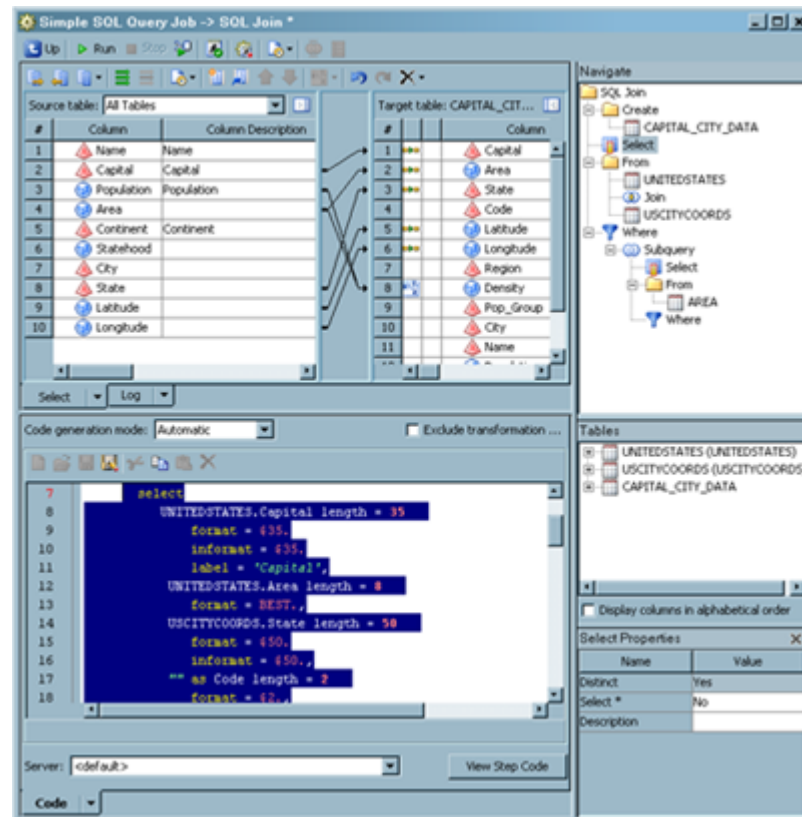 Simple SQL Query Job -> SQL Join *
Up Run Stop
Source table: All Tables
# Column Column Description
1 Name Name
2 Capital Capital
3 Population Population
4 Area
5 Continent Continent
6 Statehood
7 City
8 State
9 Latitude
10 Longitude
Target table: CAPITAL_CIT...
# Column
1 Capital
2 Area
3 State
4 Code
5 Latitude
6 Longitude
7 Region
8 Density
9 Pop_Group
10 City
11 Name
Select Log
Navigate
SQL Join
Create
CAPITAL_CITY_DATA
Select
From
UNITEDSTATES
Join
USCITYCOORDS
Where
Subquery
Select
From
AREA
Where
Code generation mode: Automatic Exclude transformation ...
7 select
8 UNITEDSTATES.Capital length = 35
9 format = $35.
10 informat = $35.
11 label = 'Capital',
12 UNITEDSTATES.Area length = 8
13 format = BEST.,
14 USCITYCOORDS.State length = 50
15 format = $50.
16 informat = $50.,
17 "" as Code length = 2
18 format = $2.,
Server: <default> View Step Code
Code
Tables
UNITEDSTATES (UNITEDSTATES)
USCITYCOORDS (USCITYCOORDS
CAPITAL_CITY_DATA
Display columns in alphabetical order
Select Properties
Name Value
Distinct Yes
Select * No
Description